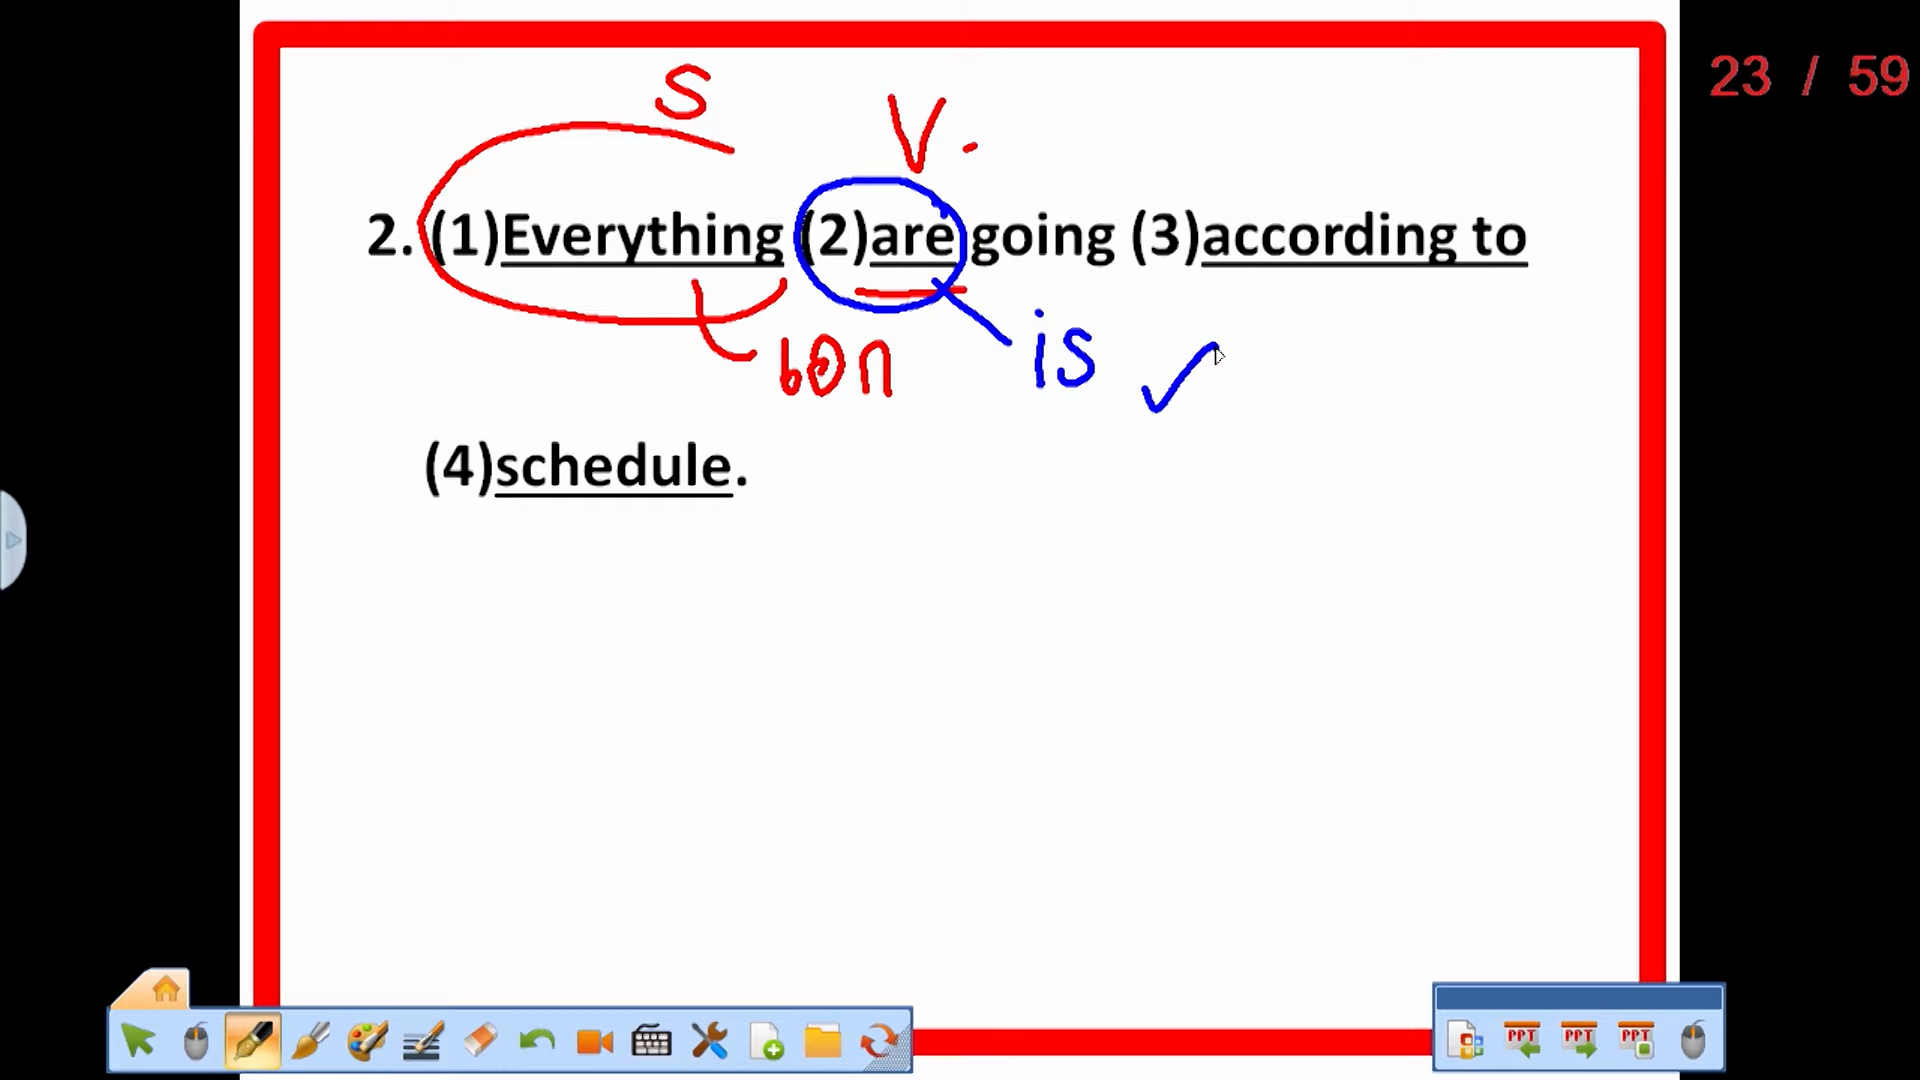 23 / 59
S
V.
2. (1)Everything (2)are going (3)according to
เอก
is
(4)schedule.
PPT PPT PPT